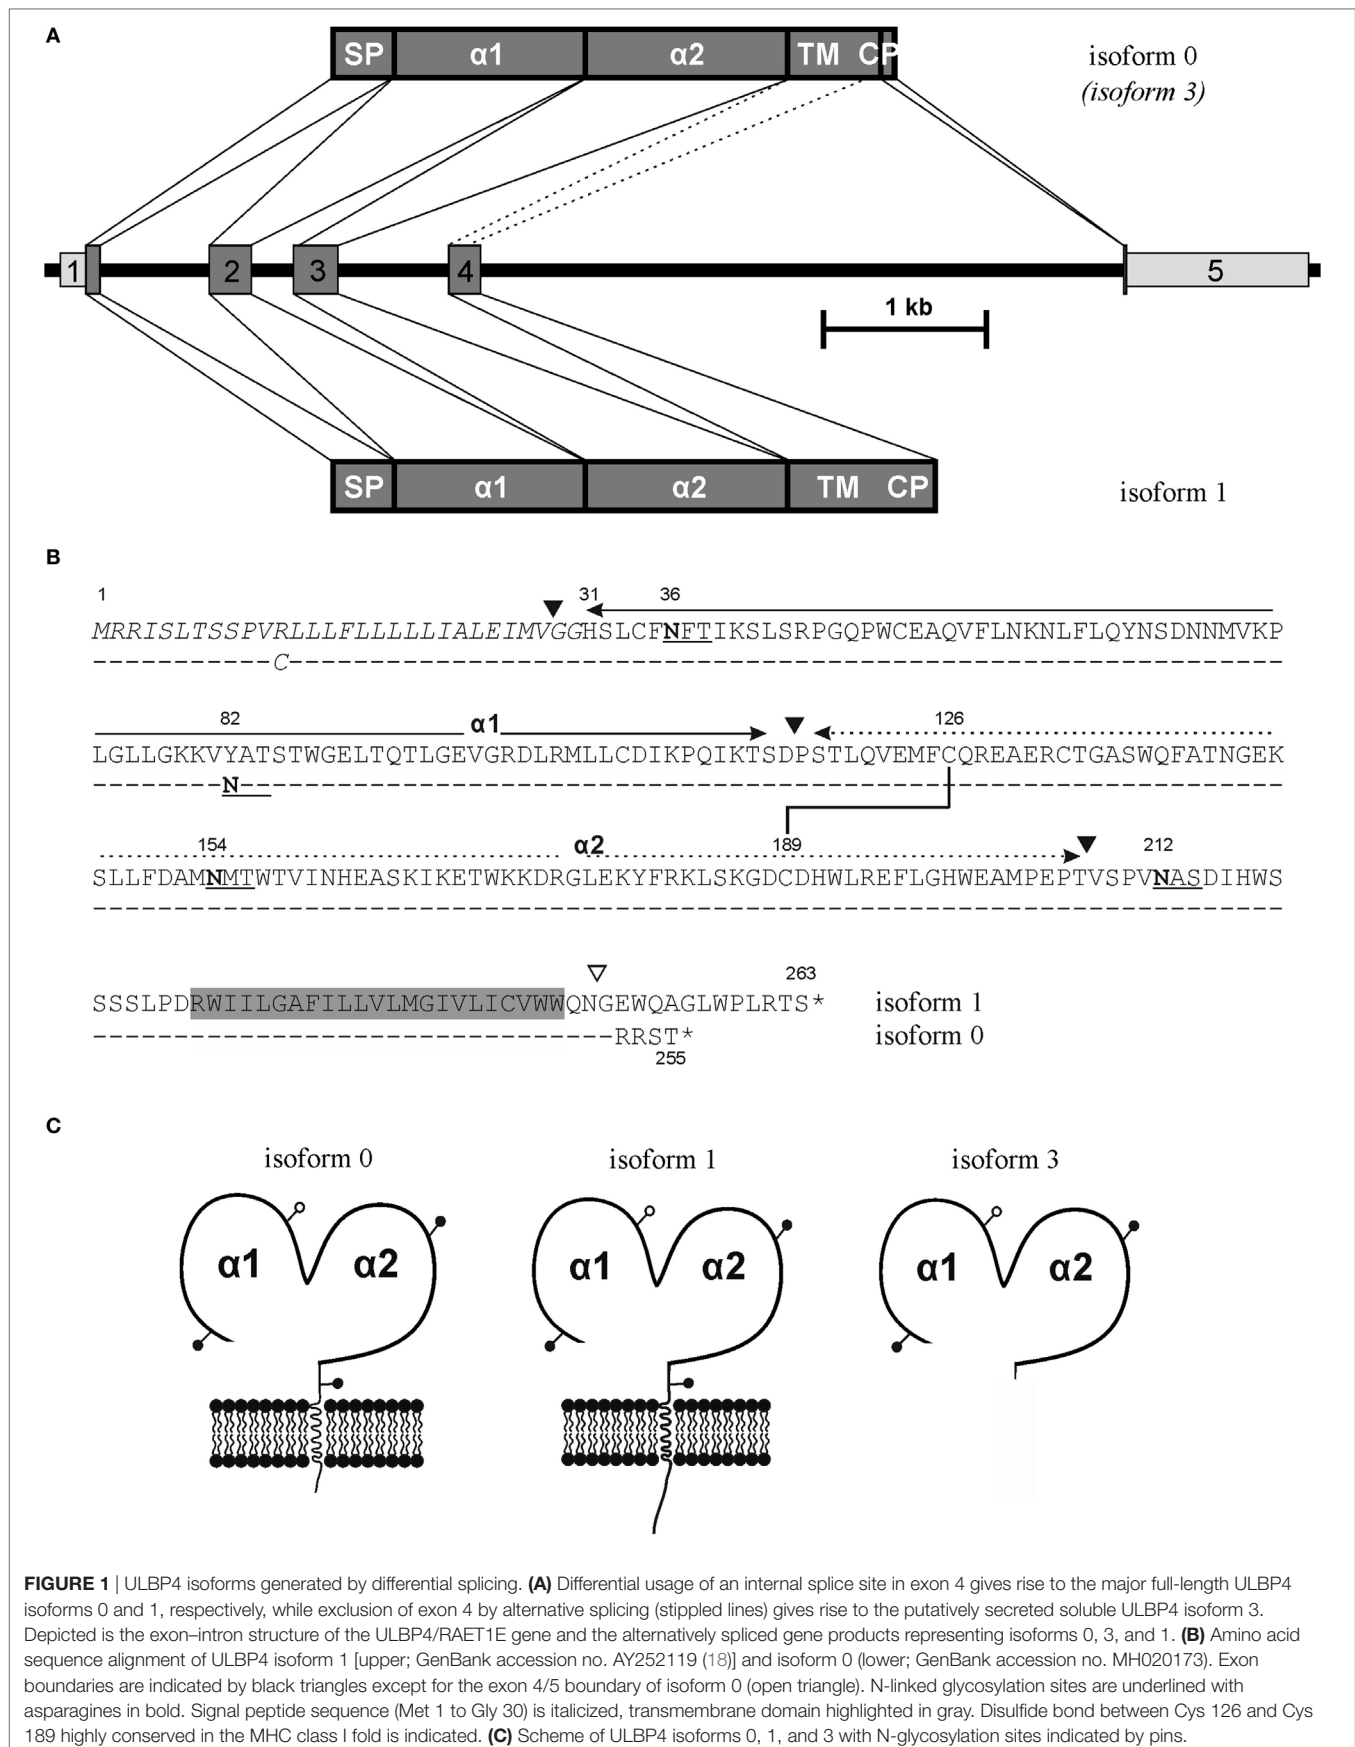 A
SP α1 α2 TM CP
isoform 0
(isoform 3)
1 2 3 4 5
1 kb
SP α1 α2 TM CP
isoform 1
B
1 31 36
MRRISLTSSPVRLLLFLLLLLIALEIMVGGHSLCFNFTIKSLSRPGQPWCEAQVFLNKNLFLQYNSDNNMVKP
--------------C----------------------------------------------------------
82 α1 126
LGLLGKKVYATSTWGELTQTLGEVGRDLRMLLCDIKPQIKTSDPSTLQVEMFCQREAERCTGASWQFATNGEK
--------N--------------------------------------------------------------
154 α2 189 212
SLLFDAMNMTWTVINHEASKIKETWKKDRGLEKYFRKLSKGDCDHWLREFLGHWEAMPEPTVSPVNASDIHWS
-------------------------------------------------------------------------
263
SSSLPDRWIILGAFILLVLMGIVLICVWWQNGEWQAGLWPLRTS* isoform 1
--------------------------------RRST* isoform 0
255
C
isoform 0 isoform 1 isoform 3
α1 α2 α1 α2 α1 α2
FIGURE 1 | ULBP4 isoforms generated by differential splicing. (A) Differential usage of an internal splice site in exon 4 gives rise to the major full-length ULBP4
isoforms 0 and 1, respectively, while exclusion of exon 4 by alternative splicing (stippled lines) gives rise to the putatively secreted soluble ULBP4 isoform 3.
Depicted is the exon–intron structure of the ULBP4/RAET1E gene and the alternatively spliced gene products representing isoforms 0, 3, and 1. (B) Amino acid
sequence alignment of ULBP4 isoform 1 [upper; GenBank accession no. AY252119 (18)] and isoform 0 (lower; GenBank accession no. MH020173). Exon
boundaries are indicated by black triangles except for the exon 4/5 boundary of isoform 0 (open triangle). N-linked glycosylation sites are underlined with
asparagines in bold. Signal peptide sequence (Met 1 to Gly 30) is italicized, transmembrane domain highlighted in gray. Disulfide bond between Cys 126 and Cys
189 highly conserved in the MHC class I fold is indicated. (C) Scheme of ULBP4 isoforms 0, 1, and 3 with N-glycosylation sites indicated by pins.